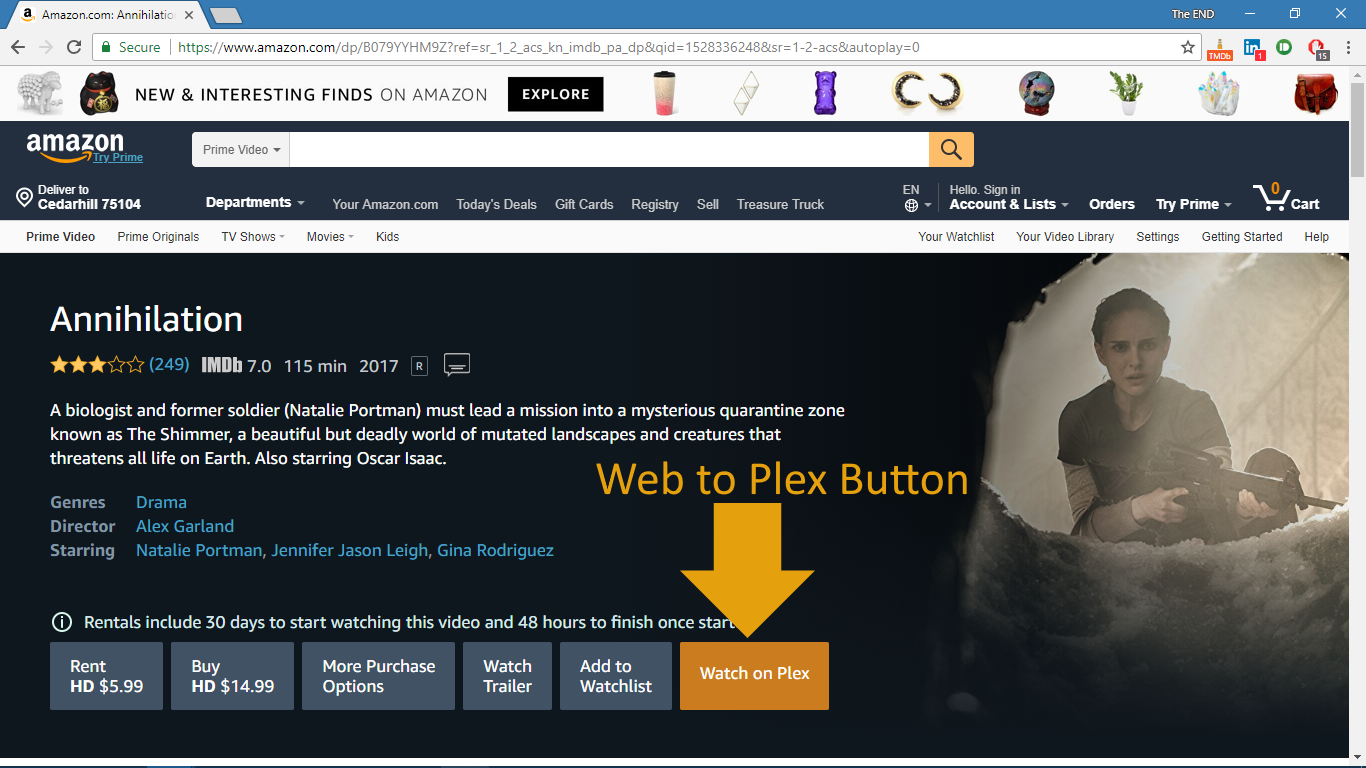 Amazon.com: Annihilatio
The END
Secure
https://www.amazon.com/dp/B079YYHM9Z?ref=sr_1_2_acs_kn_imdb_pa_dp&qid=1528336248&sr=1-2-acs&autoplay=0
TMDb
1
15
NEW & INTERESTING FINDS ON AMAZON
EXPLORE
amazon
Try Prime
Prime Video
Deliver to
Cedarhill 75104
Departments
Your Amazon.com
Today's Deals
Gift Cards
Registry
Sell
Treasure Truck
EN
Hello. Sign in
Account & Lists
Orders
Try Prime
0
Cart
Prime Video
Prime Originals
TV Shows
Movies
Kids
Your Watchlist
Your Video Library
Settings
Getting Started
Help
Annihilation
(249)
IMDb 7.0
115 min
2017
R
A biologist and former soldier (Natalie Portman) must lead a mission into a mysterious quarantine zone
known as The Shimmer, a beautiful but deadly world of mutated landscapes and creatures that
threatens all life on Earth. Also starring Oscar Isaac.
Web to Plex Button
Genres Drama
Director Alex Garland
Starring Natalie Portman, Jennifer Jason Leigh, Gina Rodriguez
Rentals include 30 days to start watching this video and 48 hours to finish once start
Rent
HD $5.99
Buy
HD $14.99
More Purchase
Options
Watch
Trailer
Add to
Watchlist
Watch on Plex